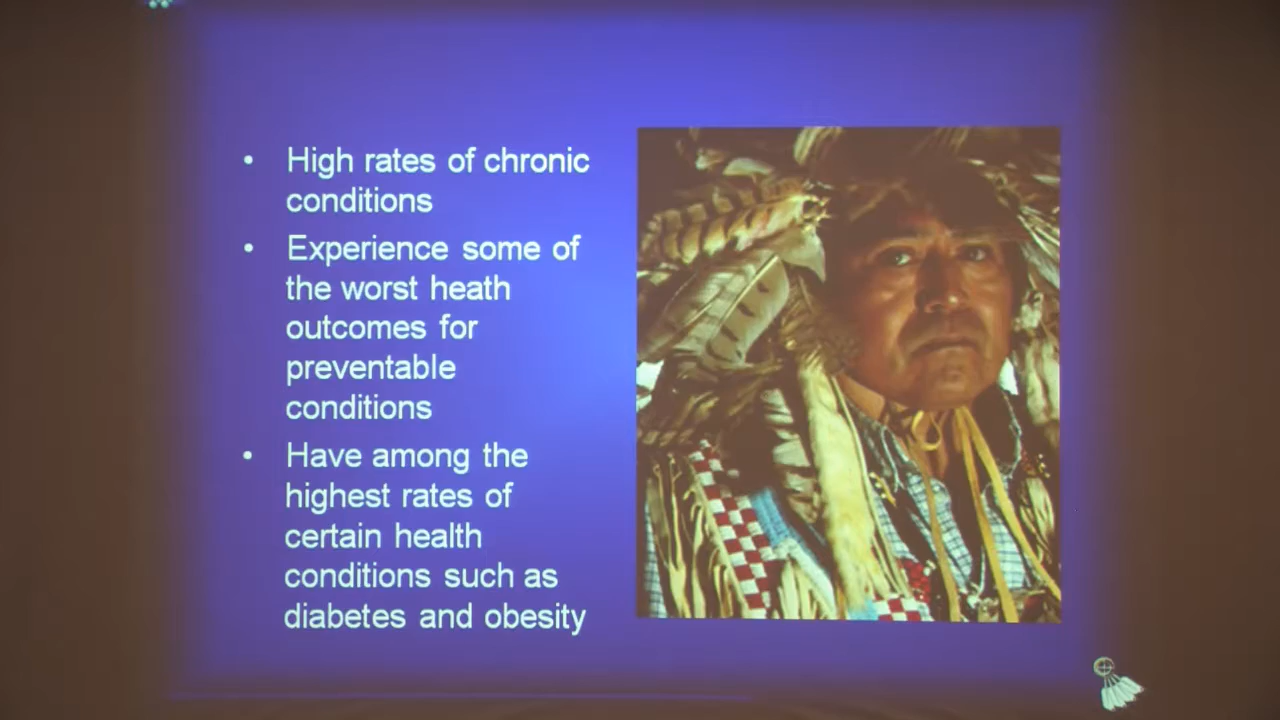 • High rates of chronic
conditions
• Experience some of
the worst heath
outcomes for
preventable
conditions
• Have among the
highest rates of
certain health
conditions such as
diabetes and obesity